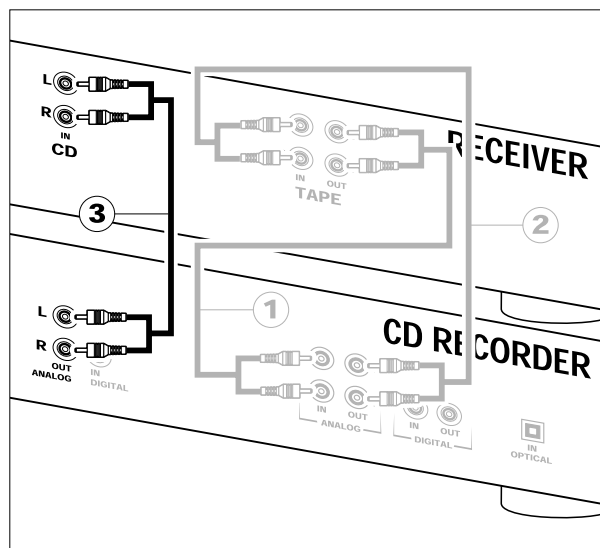 L
R
IN
CD
IN
OUT
TAPE
RECEIVER
3
2
1
L
R
OUT
ANALOG
IN
DIGITAL
CD RECORDER
IN
OUT
ANALOG
IN
OUT
DIGITAL
IN
OPTICAL